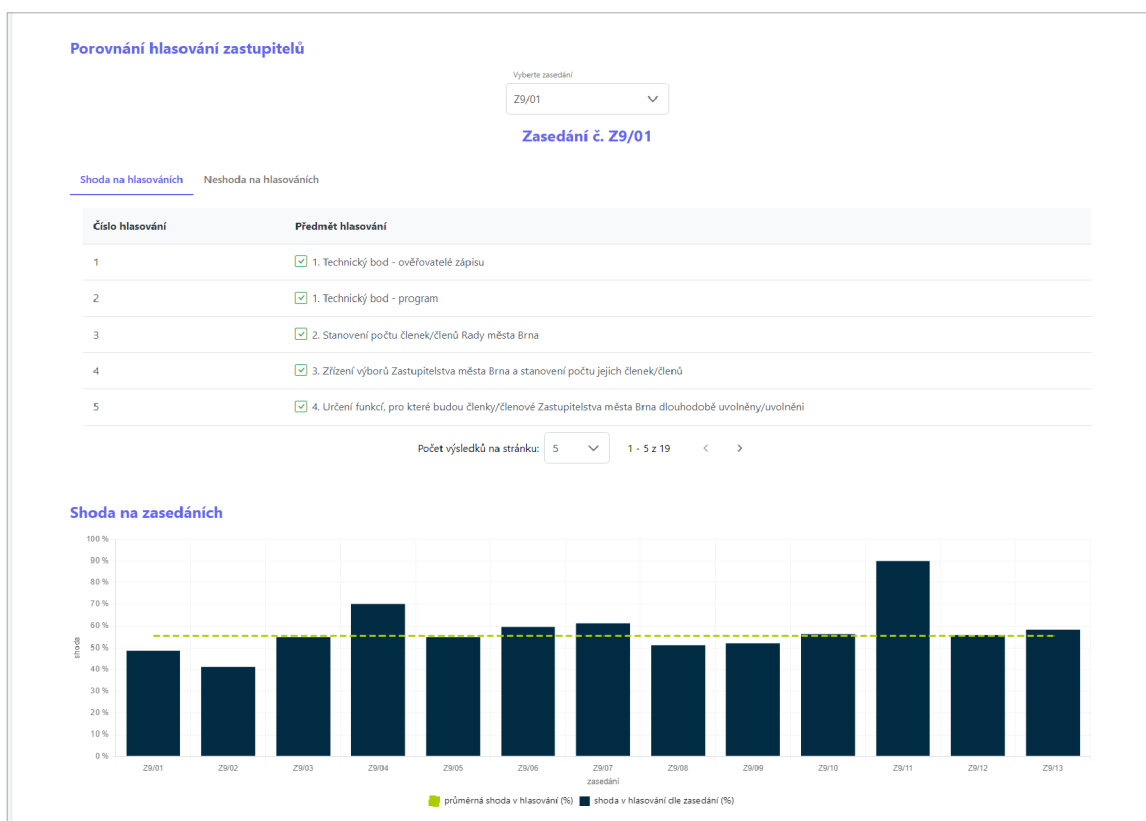 Porovnání hlasování zastupitelů
Vyberte zasedání
Z9/01
Zasedání č. Z9/01
Shoda na hlasováních Neshoda na hlasováních
Číslo hlasování Předmět hlasování
1 1. Technický bod - ověřovatelé zápisu
2 1. Technický bod - program
3 2. Stanovení počtu členek/členů Rady města Brna
4 3. Zřízení výborů Zastupitelstva města Brna a stanovení počtu jejich členek/členů
5 4. Určení funkcí, pro které budou členky/členové Zastupitelstva města Brna dlouhodobě uvolněny/uvolněni
Počet výsledků na stránku: 5 1 - 5 z 19
Shoda na zasedáních
100 %
90 %
80 %
70 %
60 %
50 %
40 %
30 %
20 %
10 %
0 %
shoda
Z9/01 Z9/02 Z9/03 Z9/04 Z9/05 Z9/06 Z9/07 Z9/08 Z9/09 Z9/10 Z9/11 Z9/12 Z9/13
zasedání
průměrná shoda v hlasování (%) shoda v hlasování dle zasedání (%)